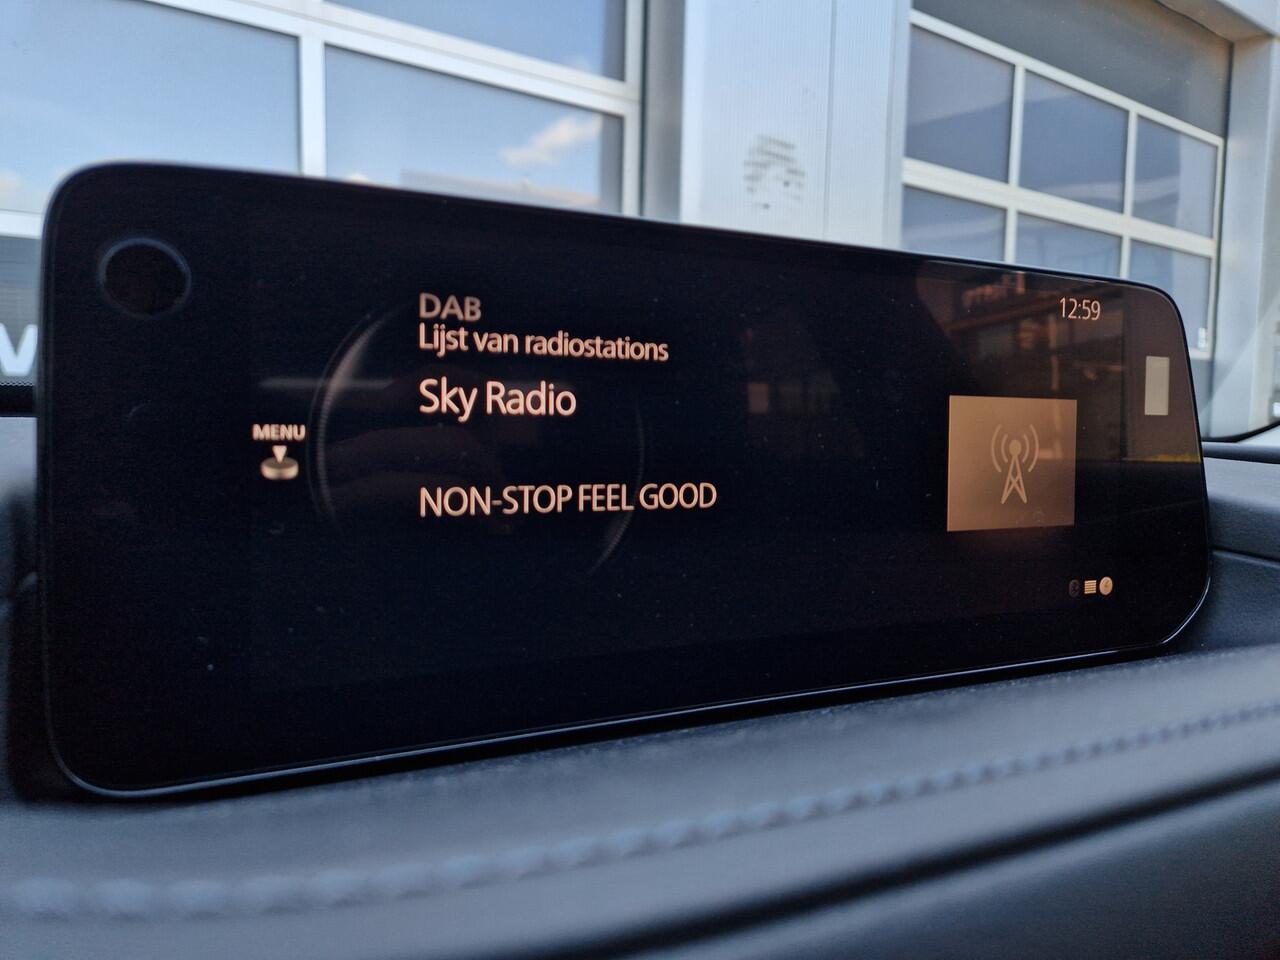 DAB
12:59
Lijst van radiostations
Sky Radio
MENU
NON-STOP FEEL GOOD